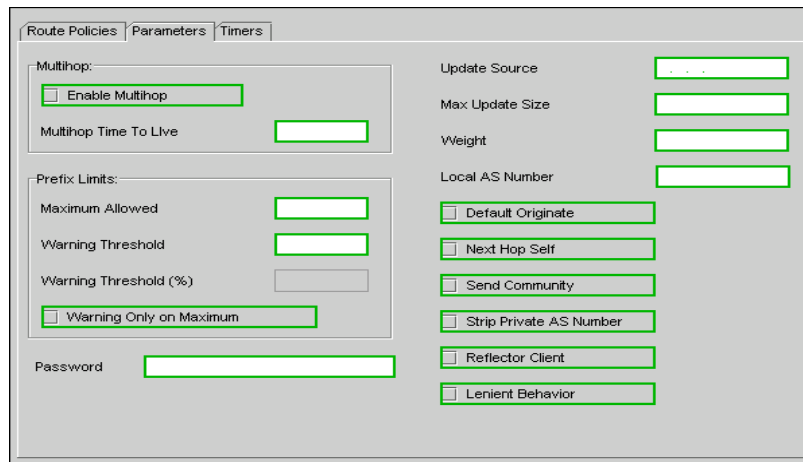 Route Policies Parameters Timers
Multihop:
Enable Multihop
Multihop Time To LIve
Prefix Limits:
Maximum Allowed
Warning Threshold
Warning Threshold (%)
Warning Only on Maximum
Password
Update Source
. . .
Max Update Size
Weight
Local AS Number
Default Originate
Next Hop Self
Send Community
Strip Private AS Number
Reflector Client
Lenient Behavior